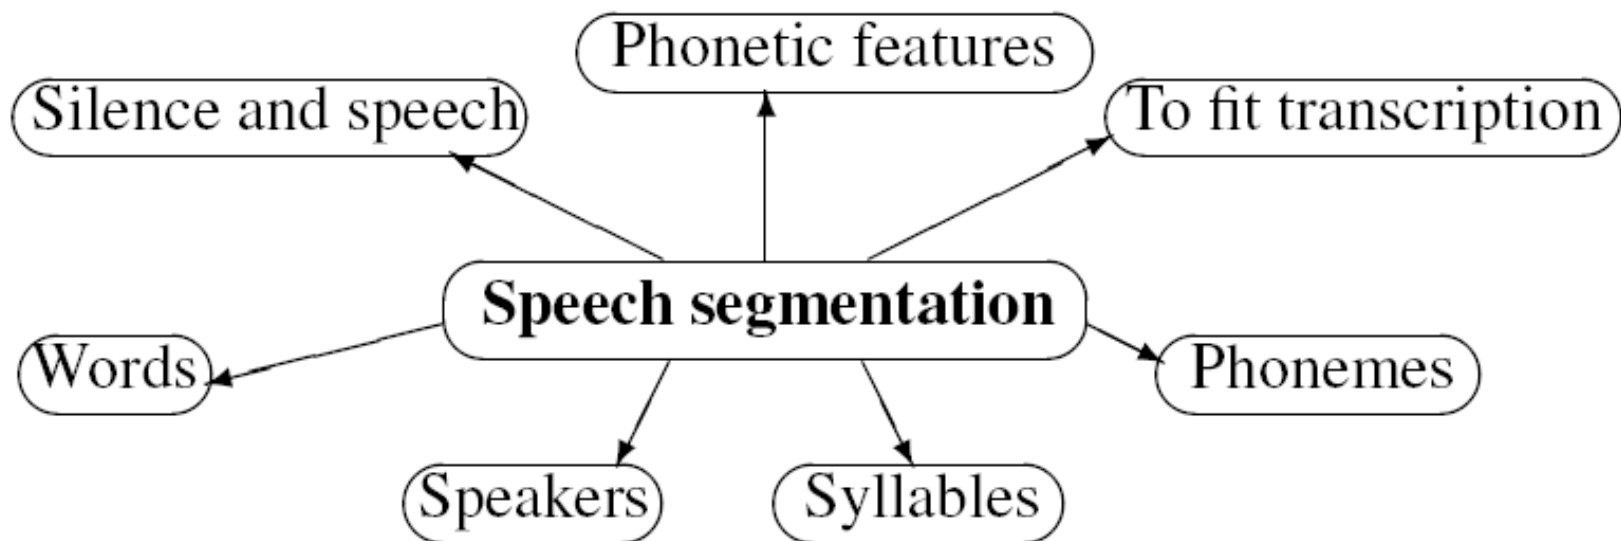 Phonetic features
Silence and speech
To fit transcription
Speech segmentation
Words
Phonemes
Speakers
Syllables